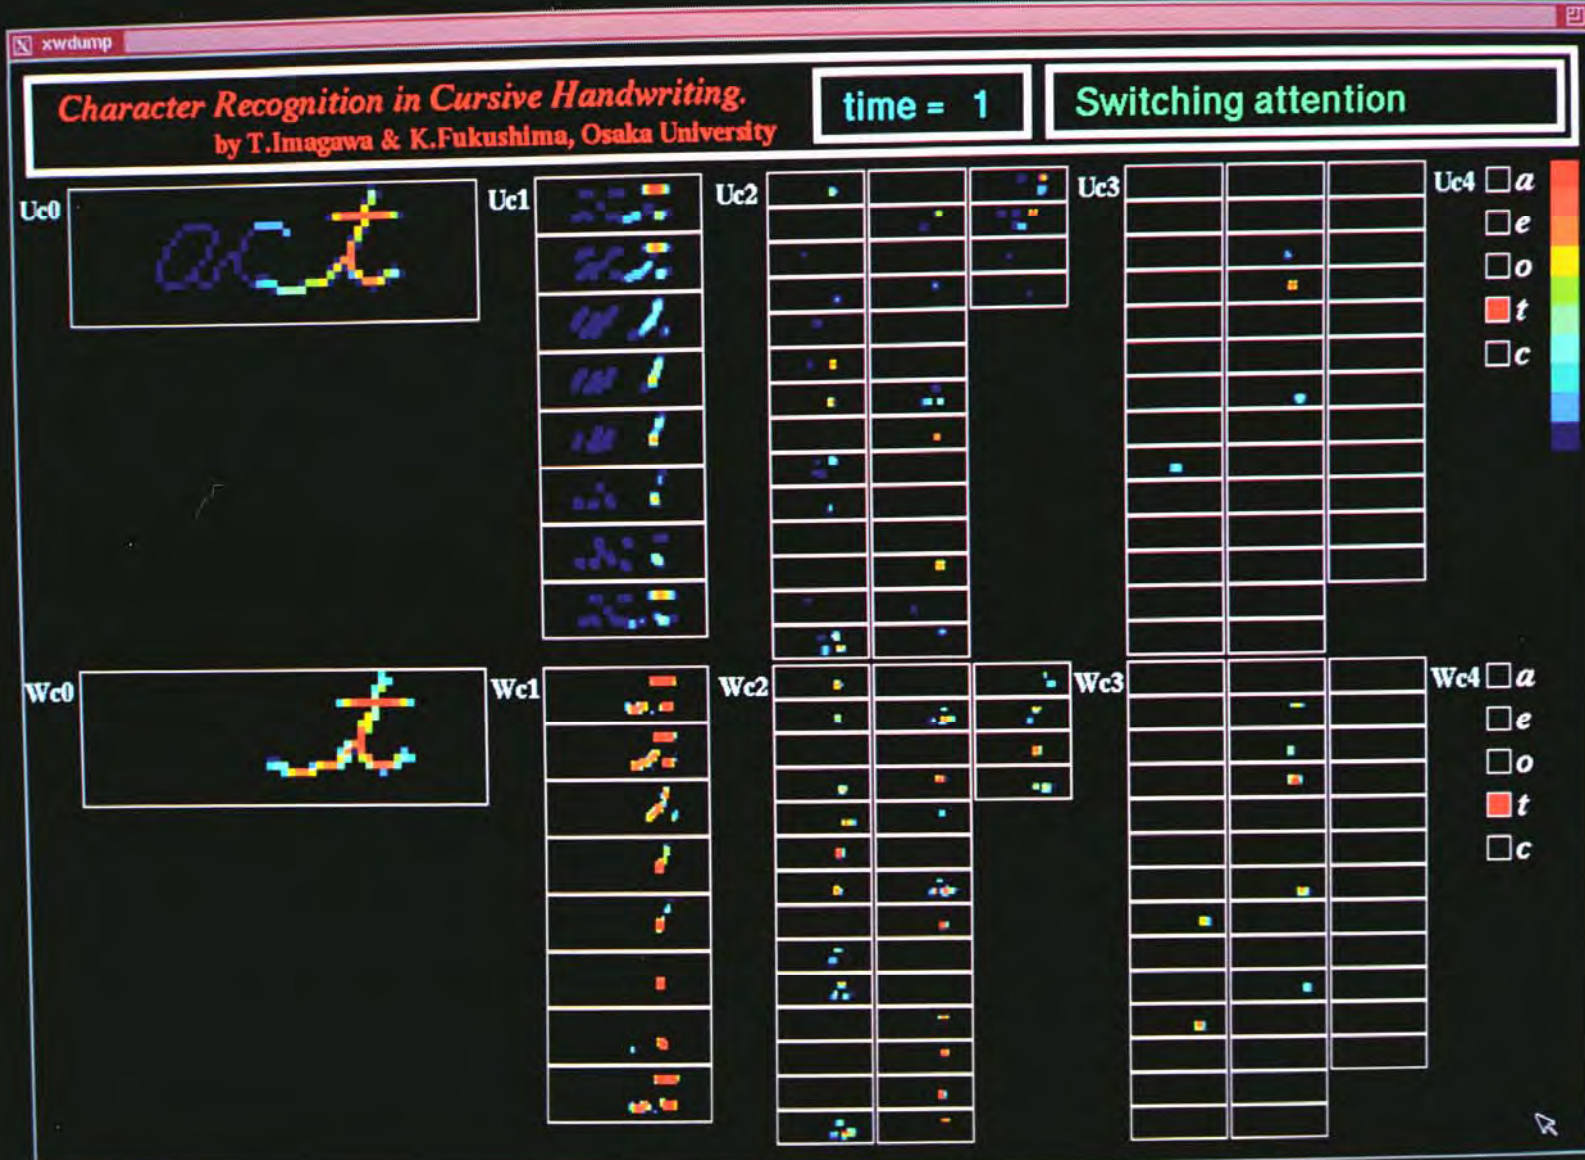 xwdump
Character Recognition in Cursive Handwriting.
by T.Imagawa & K.Fukushima, Osaka University
time = 1
Switching attention
Uc0
act
Uc1
Uc2
Uc3
Uc4
a
e
o
t
c
Wc0
t
Wc1
Wc2
Wc3
Wc4
a
e
o
t
c